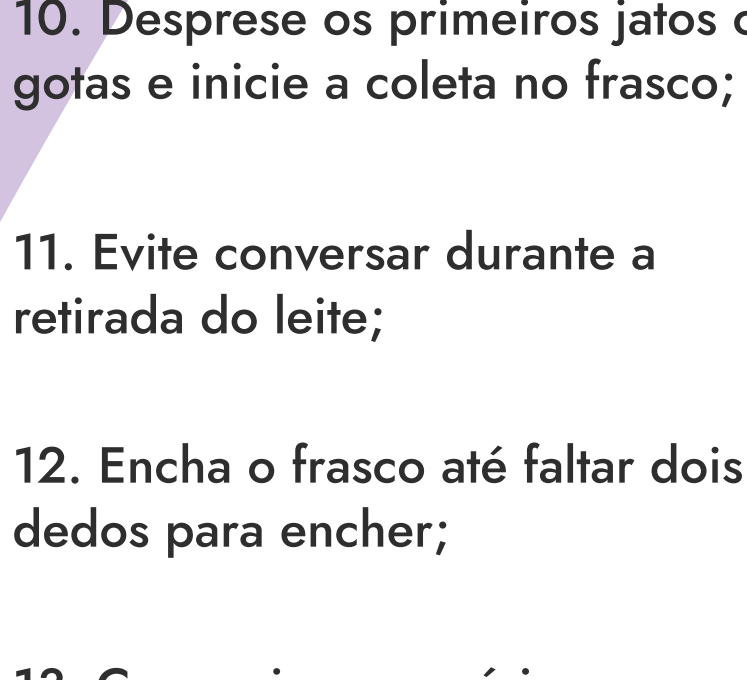 10. Desprese os primeiros jatos
gotas e inicie a coleta no frasco;
11. Evite conversar durante a
retirada do leite;
12. Encha o frasco até faltar dois
dedos para encher;